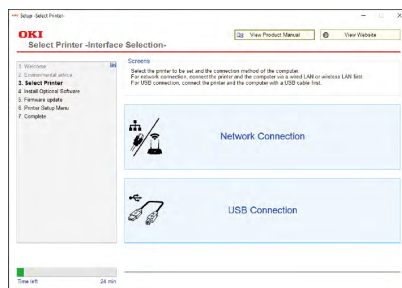 Setup -Select Printer-
OKI
Select Printer -Interface Selection-
View Product Manual
View Website
1. Welcome
2. Environmental advice
3. Select Printer
4. Install Optional Software
5. Firmware update
6. Printer Setup Menu
7. Complete
Screens
Select the printer to be set and the connection method of the computer.
For network connection, connect the printer and the computer via a wired LAN or wireless LAN first.
For USB connection, connect the printer and the computer with a USB cable first.
Network Connection
USB Connection
Time left
24 min